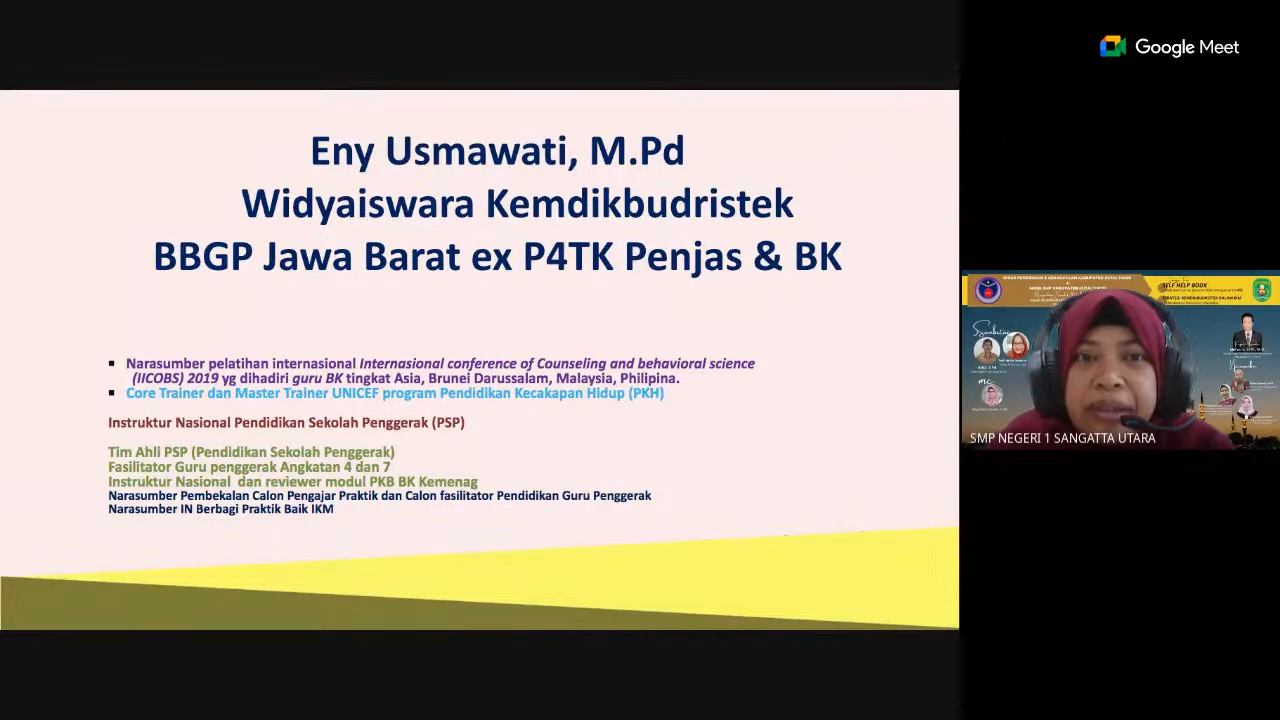 Google Meet
Eny Usmawati, M.Pd
Widyaiswara Kemdikbudristek
BBGP Jawa Barat ex P4TK Penjas & BK
▪ Narasumber pelatihan internasional Internasional conference of Counseling and behavioral science
(IICOBS) 2019 yg dihadiri guru BK tingkat Asia, Brunei Darussalam, Malaysia, Philipina.
▪ Core Trainer dan Master Trainer UNICEF program Pendidikan Kecakapan Hidup (PKH)
Instruktur Nasional Pendidikan Sekolah Penggerak (PSP)
Tim Ahli PSP (Pendidikan Sekolah Penggerak)
Fasilitator Guru penggerak Angkatan 4 dan 7
Instruktur Nasional dan reviewer modul PKB BK Kemenag
Narasumber Pembekalan Calon Pengajar Praktik dan Calon fasilitator Pendidikan Guru Penggerak
Narasumber IN Berbagi Praktik Baik IKM
SELF HELP BOOK
Sambutan
MC
SMP NEGERI 1 SANGATTA UTARA